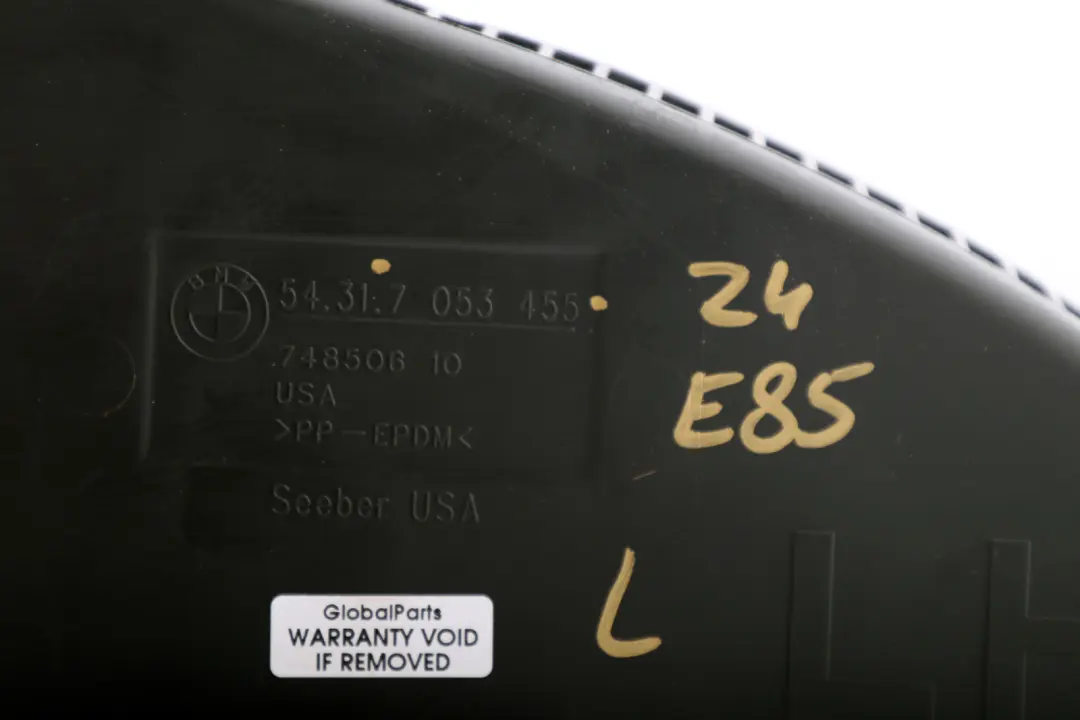 BMW
54.31:7 053 455
.748506 10
USA
>PP-EPDM<
Seeber USA
Z4
E85
L
GlobalParts
WARRANTY VOID
IF REMOVED